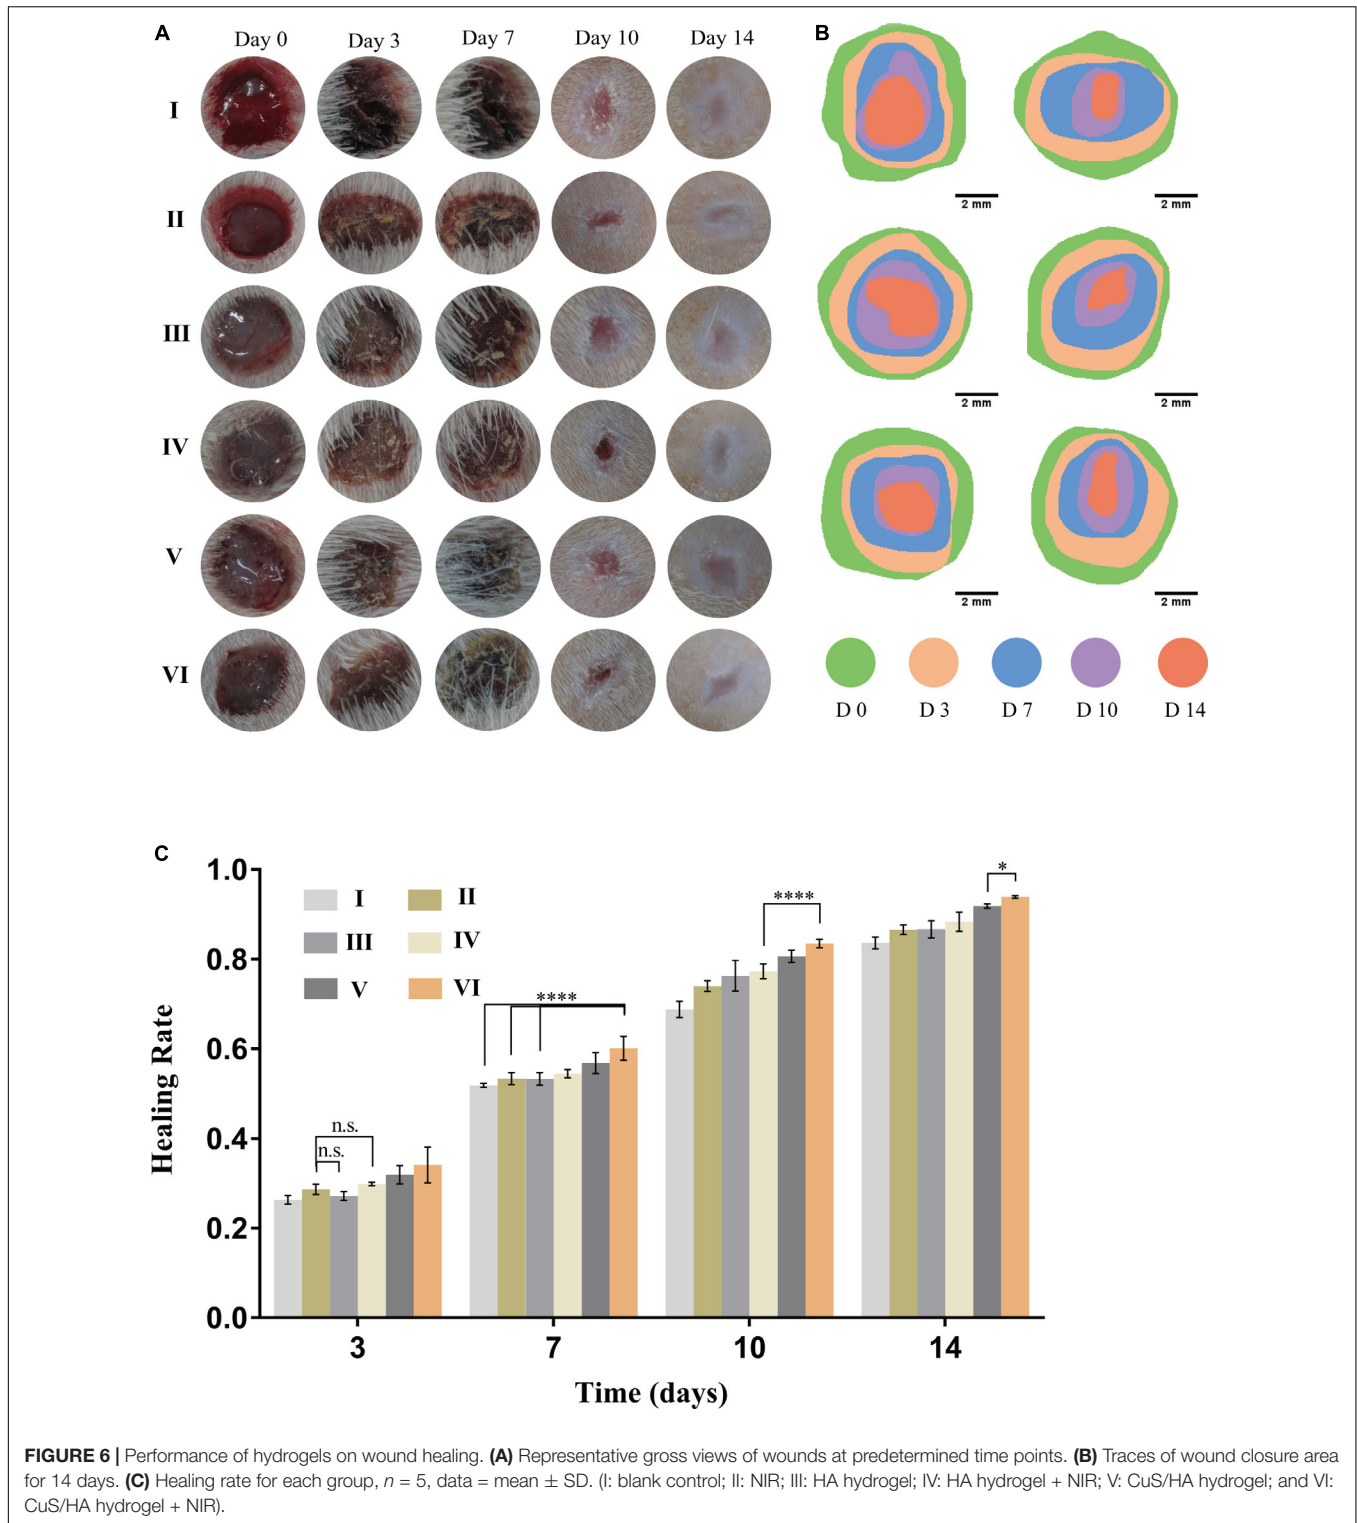 A
Day 0 Day 3 Day 7 Day 10 Day 14
I
II
III
IV
V
VI
B
2 mm 2 mm
2 mm 2 mm
2 mm 2 mm
D 0 D 3 D 7 D 10 D 14
C
Healing Rate
1.0
0.8
0.6
0.4
0.2
0.0
I II
III IV
V VI
n.s.
n.s.
****
****
*
3 7 10 14
Time (days)
FIGURE 6 | Performance of hydrogels on wound healing. (A) Representative gross views of wounds at predetermined time points. (B) Traces of wound closure area
for 14 days. (C) Healing rate for each group, n = 5, data = mean ± SD. (I: blank control; II: NIR; III: HA hydrogel; IV: HA hydrogel + NIR; V: CuS/HA hydrogel; and VI:
CuS/HA hydrogel + NIR).